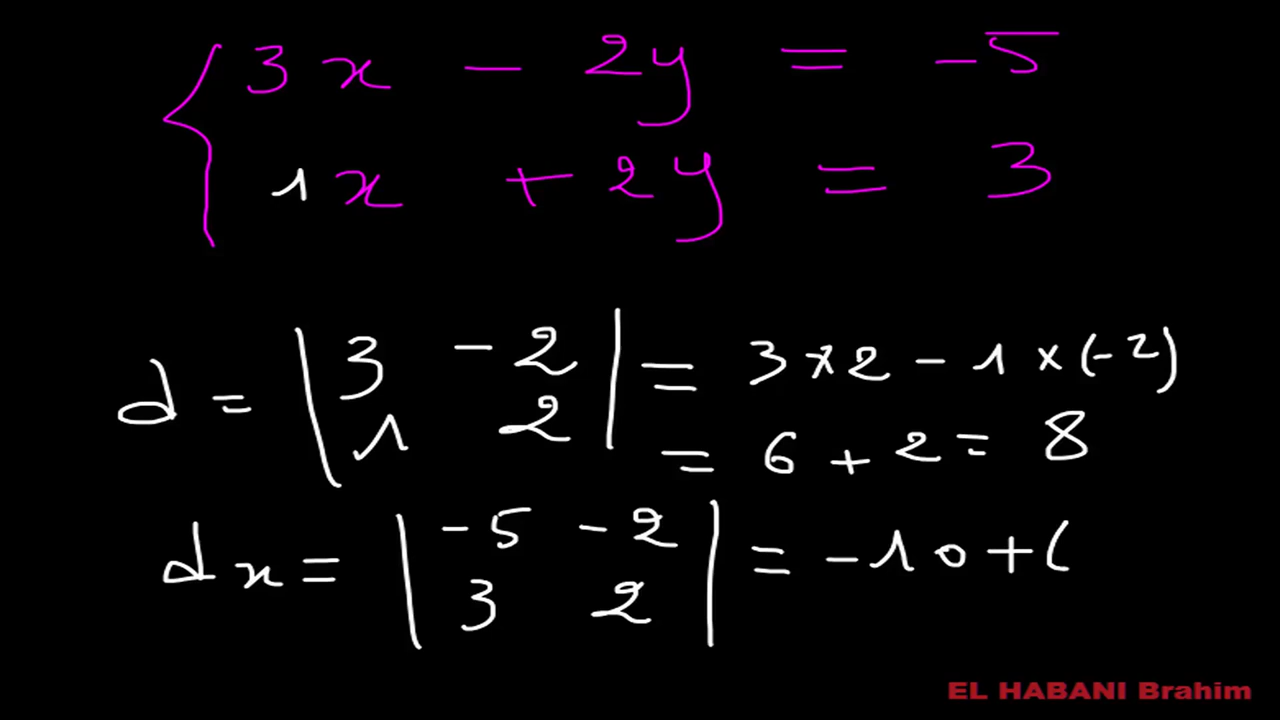 { 3x - 2y = -5
1x + 2y = 3
d = | 3 -2 | = 3 × 2 - 1 × (-2)
| 1 2 | = 6 + 2 = 8
dx = | -5 -2 | = -10 + (
| 3 2 |
EL HABANI Brahim